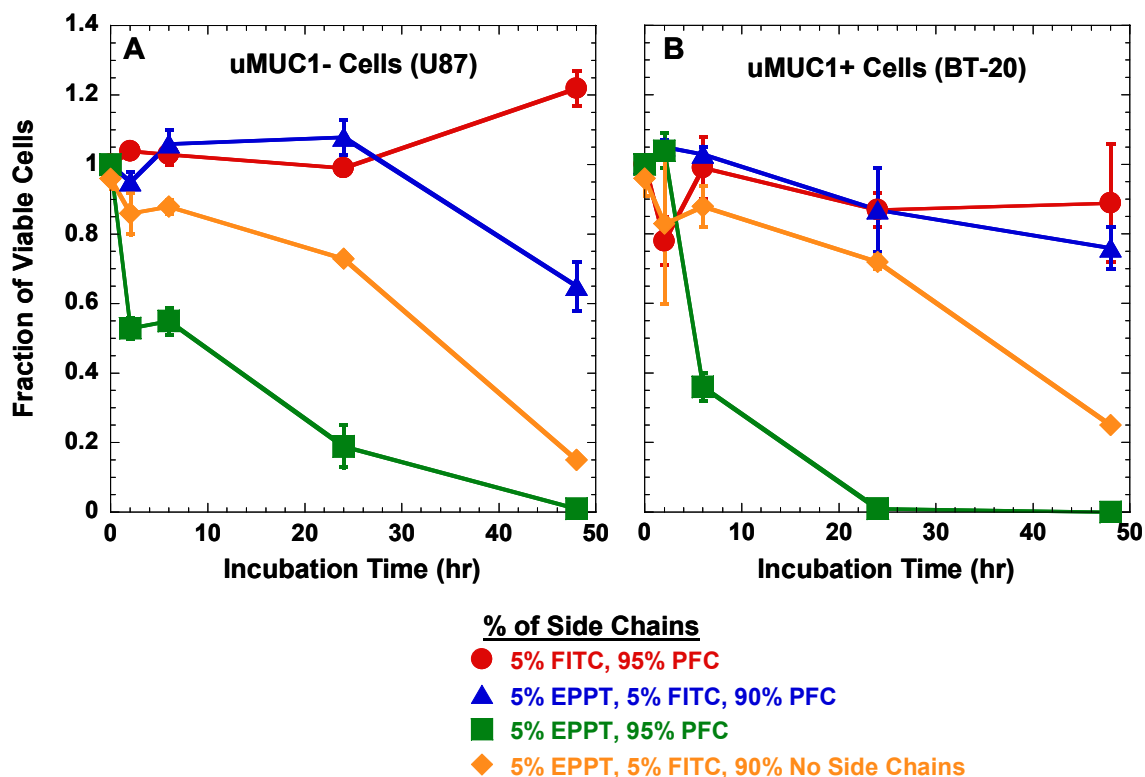 A
uMUC1- Cells (U87)
B
uMUC1+ Cells (BT-20)
Fraction of Viable Cells
1.4
1.2
1
0.8
0.6
0.4
0.2
0
0 10 20 30 40 50
0 10 20 30 40 50
Incubation Time (hr)
Incubation Time (hr)
% of Side Chains
5% FITC, 95% PFC
5% EPPT, 5% FITC, 90% PFC
5% EPPT, 95% PFC
5% EPPT, 5% FITC, 90% No Side Chains